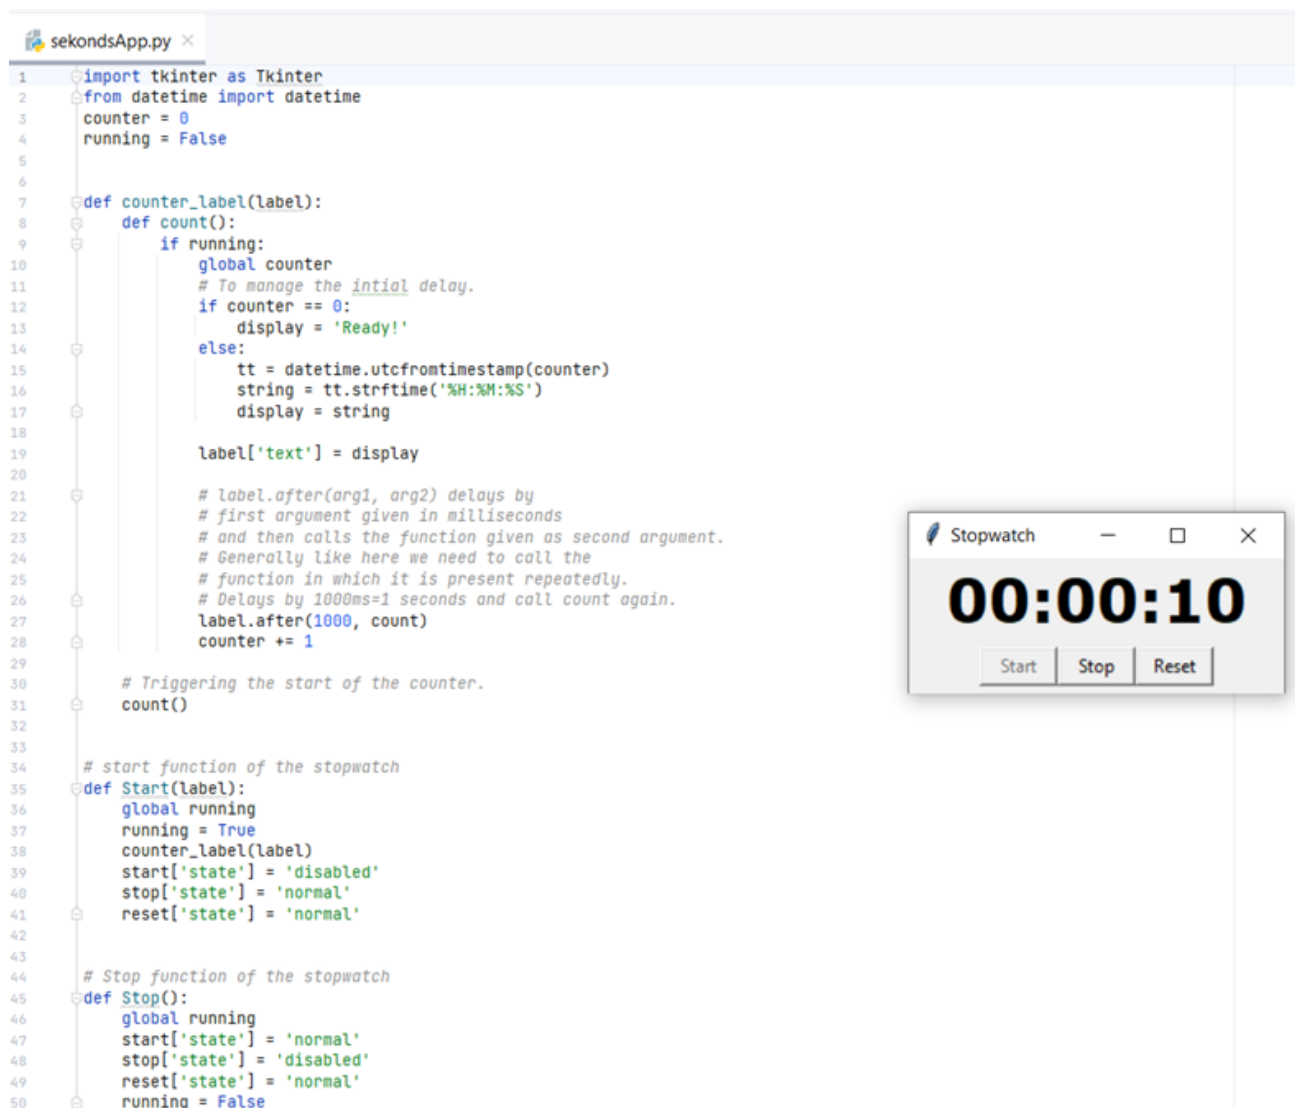 sekondsApp.py
1 import tkinter as Tkinter
2 from datetime import datetime
3 counter = 0
4 running = False
5
6
7 def counter_label(label):
8     def count():
9         if running:
10             global counter
11             # To manage the intial delay.
12             if counter == 0:
13                 display = 'Ready!'
14             else:
15                 tt = datetime.utcfromtimestamp(counter)
16                 string = tt.strftime('%H:%M:%S')
17                 display = string
18
19             label['text'] = display
20
21             # label.after(arg1, arg2) delays by
22             # first argument given in milliseconds
23             # and then calls the function given as second argument.
24             # Generally like here we need to call the
25             # function in which it is present repeatedly.
26             # Delays by 1000ms=1 seconds and call count again.
27             label.after(1000, count)
28             counter += 1
29
30     # Triggering the start of the counter.
31     count()
32
33
34 # start function of the stopwatch
35 def Start(label):
36     global running
37     running = True
38     counter_label(label)
39     start['state'] = 'disabled'
40     stop['state'] = 'normal'
41     reset['state'] = 'normal'
42
43
44 # Stop function of the stopwatch
45 def Stop():
46     global running
47     start['state'] = 'normal'
48     stop['state'] = 'disabled'
49     reset['state'] = 'normal'
50     running = False
Stopwatch
00:00:10
Start Stop Reset